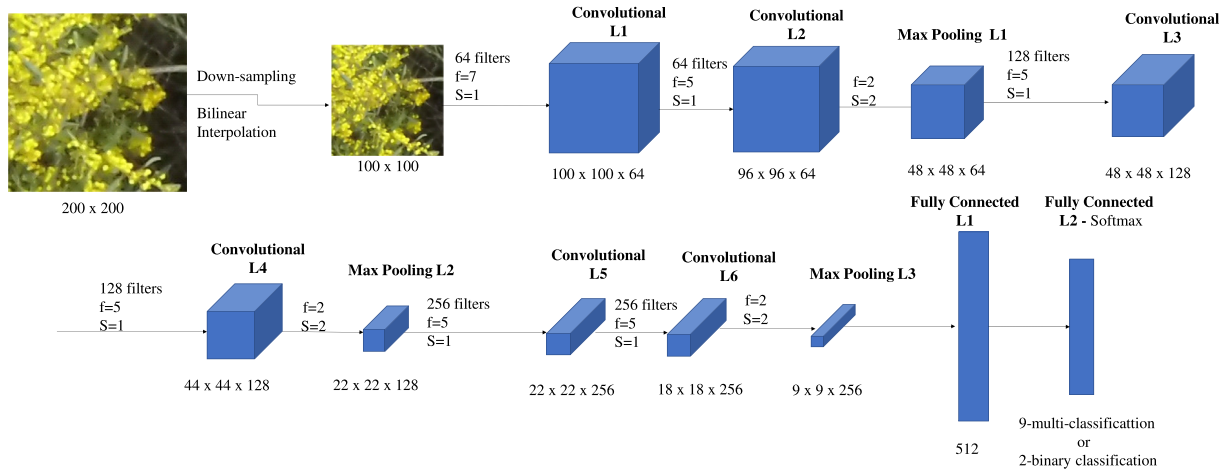 Down-sampling
Bilinear
Interpolation
200 x 200
100 x 100
64 filters
f=7
S=1
Convolutional
L1
100 x 100 x 64
64 filters
f=5
S=1
Convolutional
L2
96 x 96 x 64
f=2
S=2
Max Pooling L1
48 x 48 x 64
128 filters
f=5
S=1
Convolutional
L3
48 x 48 x 128
128 filters
f=5
S=1
Convolutional
L4
44 x 44 x 128
f=2
S=2
Max Pooling L2
22 x 22 x 128
256 filters
f=5
S=1
Convolutional
L5
22 x 22 x 256
256 filters
f=5
S=1
Convolutional
L6
18 x 18 x 256
f=2
S=2
Max Pooling L3
9 x 9 x 256
Fully Connected
L1
512
Fully Connected
L2 - Softmax
9-multi-classificattion
or
2-binary classification